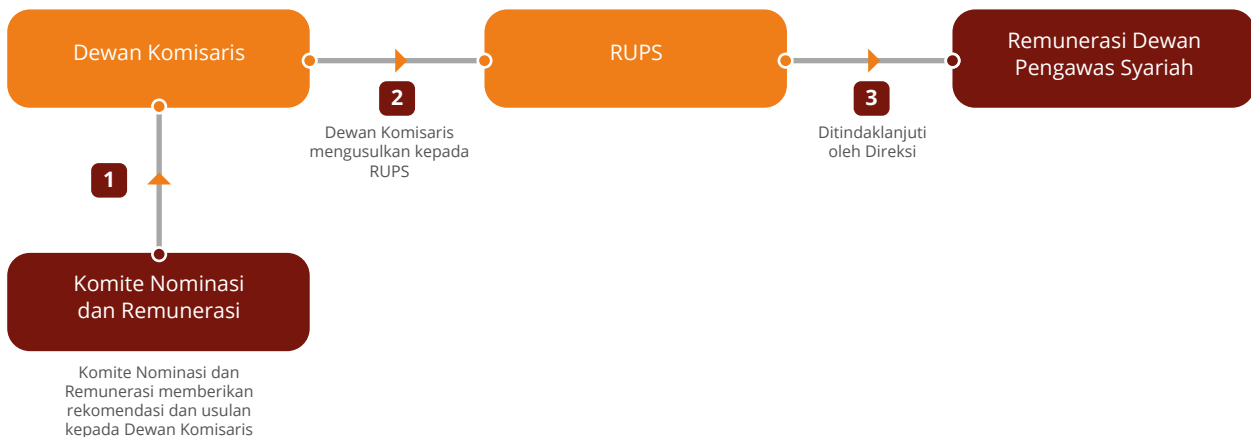 Dewan Komisaris
RUPS
Remunerasi Dewan
Pengawas Syariah
2
Dewan Komisaris
mengusulkan kepada
RUPS
3
Ditindaklanjuti
oleh Direksi
1
Komite Nominasi
dan Remunerasi
Komite Nominasi dan
Remunerasi memberikan
rekomendasi dan usulan
kepada Dewan Komisaris